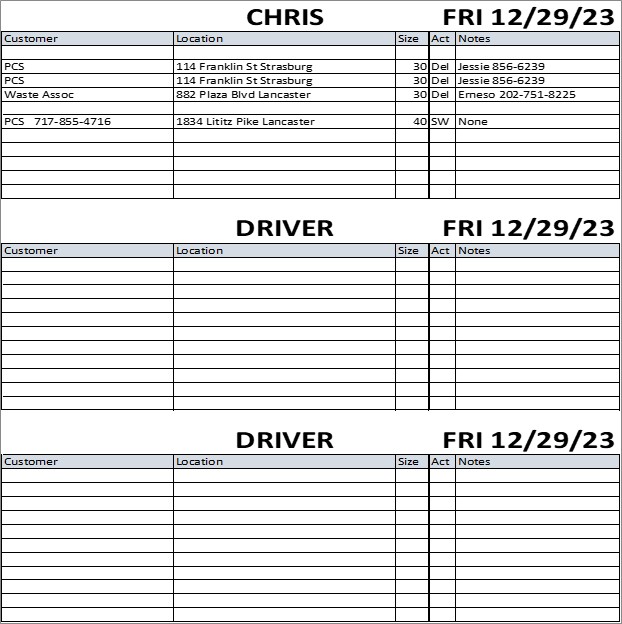 CHRIS FRI 12/29/23
Customer Location Size Act Notes
PCS 114 Franklin St Strasburg 30 Del Jessie 856-6239
PCS 114 Franklin St Strasburg 30 Del Jessie 856-6239
Waste Assoc 882 Plaza Blvd Lancaster 30 Del Erneso 202-751-8225
PCS 717-855-4716 1834 Lititz Pike Lancaster 40 SW None
DRIVER FRI 12/29/23
Customer Location Size Act Notes
DRIVER FRI 12/29/23
Customer Location Size Act Notes